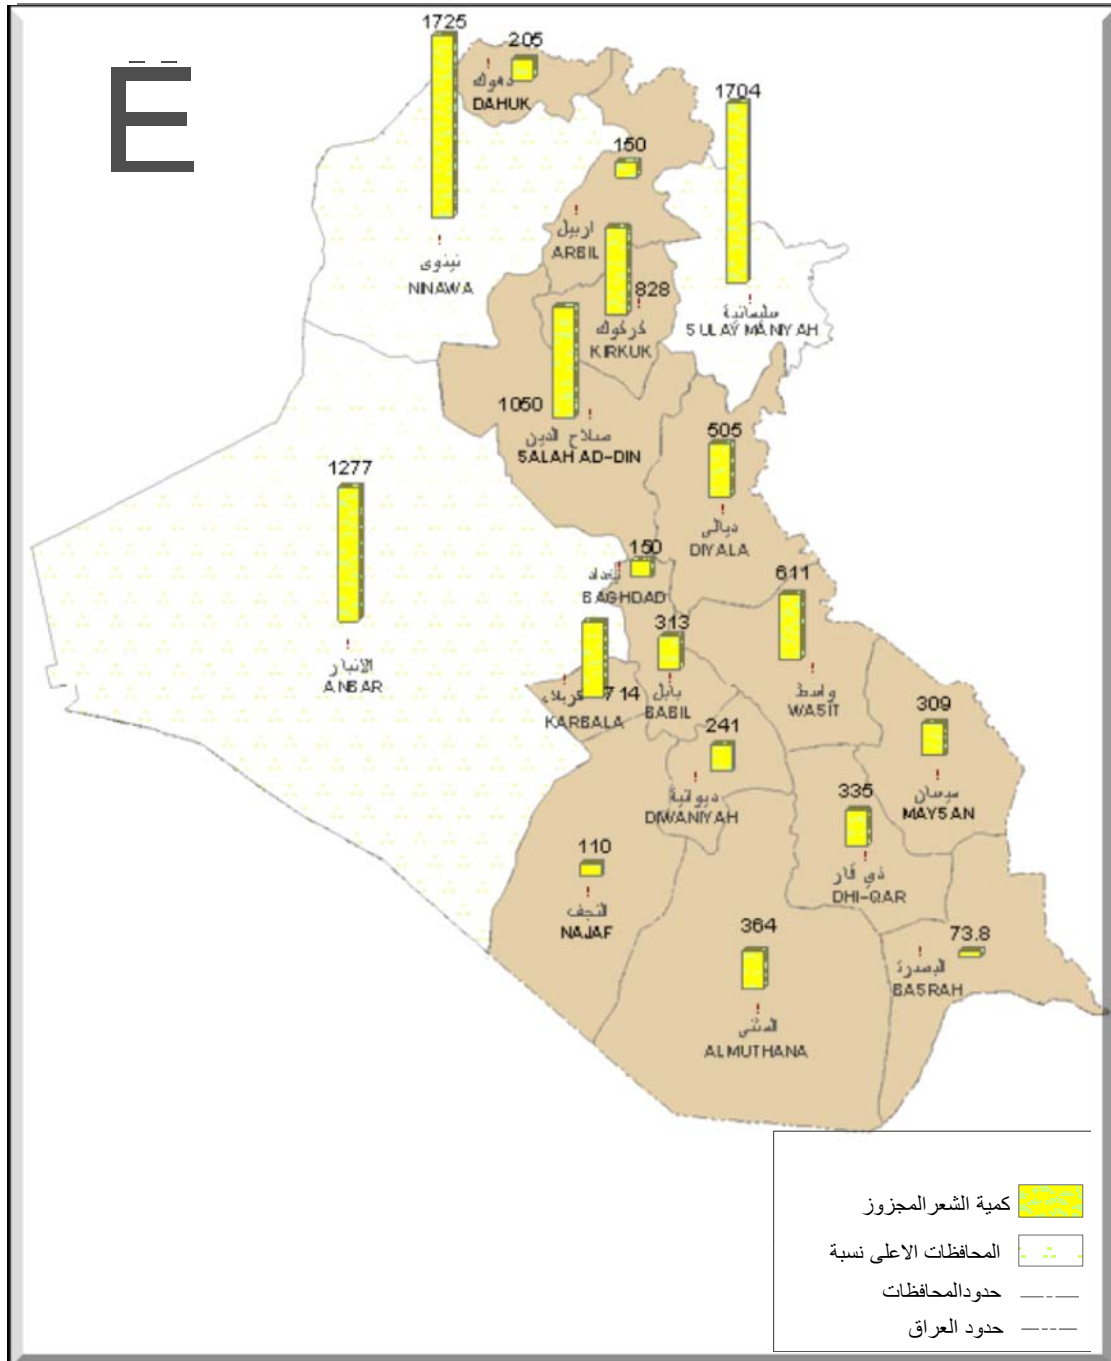 1725
205
Ë
دهوك
DAHUK
1704
150
اربيل
ARBIL
نينوى
NINAWA
828
سليمانية
SULAYMANIYAH
كركوك
KIRKUK
1050
صلاح الدين
SALAH AD-DIN
505
1277
ديالى
DIYALA
150
بغداد
BAGHDAD
611
313
الانبار
ANBAR
كربلاء
714
KARBALA
بابل
BABIL
واسط
WASIT
309
241
ميسان
MAYSAN
ديوانية
DIWANIYAH
335
110
ذي قار
DHI-QAR
النجف
NAJAF
364
73.8
البصرة
BASRAH
المثنى
ALMUTHANA
كمية الشعرالمجزوز
المحافظات الاعلى نسبة
حدودالمحافظات
حدود العراق